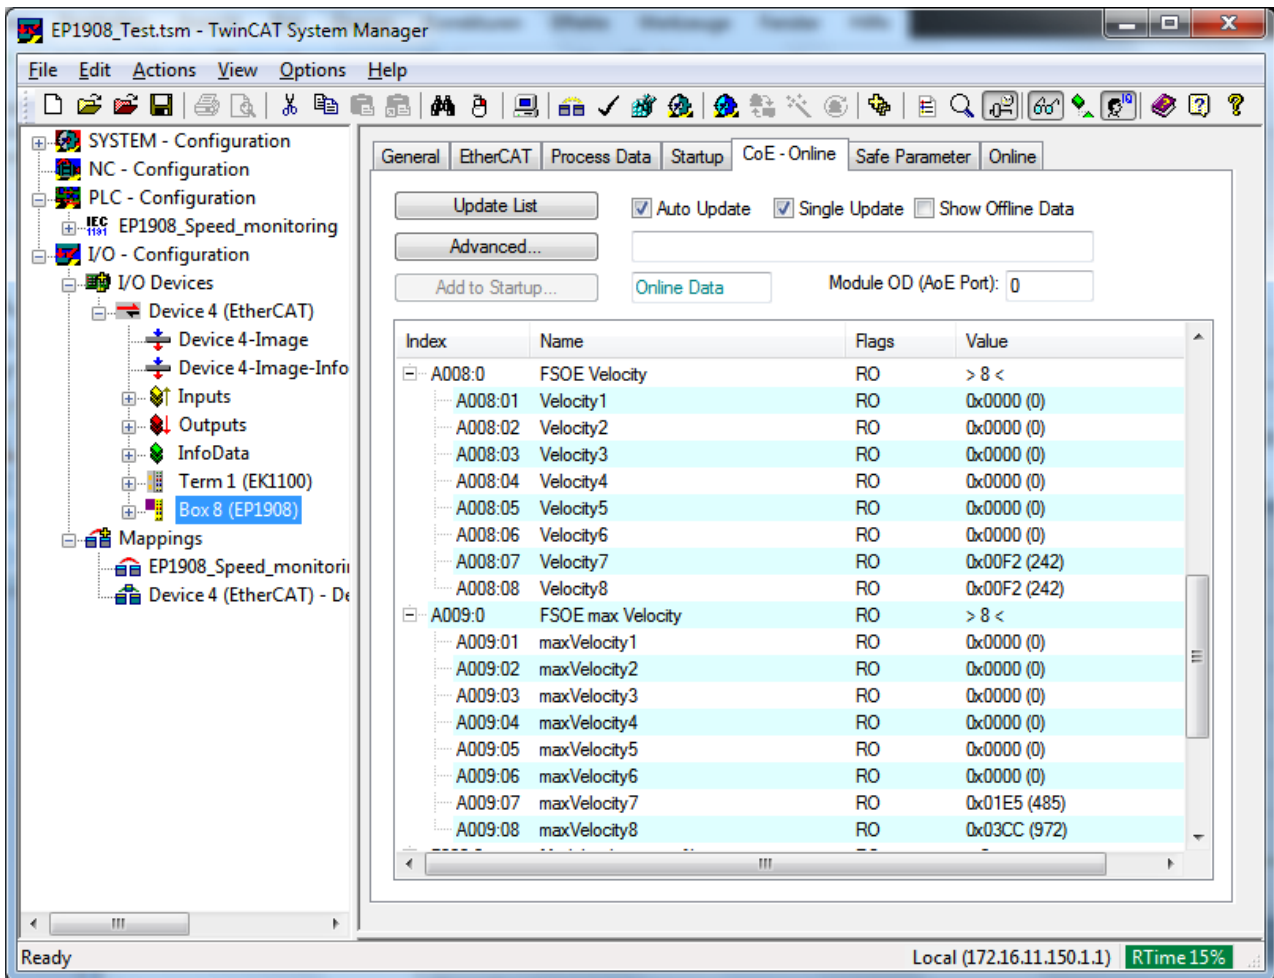 EP1908_Test.tsm - TwinCAT System Manager
File Edit Actions View Options Help
SYSTEM - Configuration
NC - Configuration
PLC - Configuration
IEC 1131 EP1908_Speed_monitoring
I/O - Configuration
I/O Devices
Device 4 (EtherCAT)
Device 4-Image
Device 4-Image-Info
Inputs
Outputs
InfoData
Term 1 (EK1100)
Box 8 (EP1908)
Mappings
EP1908_Speed_monitorin
Device 4 (EtherCAT) - De
General EtherCAT Process Data Startup CoE - Online Safe Parameter Online
Update List Auto Update Single Update Show Offline Data
Advanced...
Add to Startup... Online Data Module OD (AoE Port): 0
Index Name Flags Value
A008:0 FSOE Velocity RO > 8 <
A008:01 Velocity1 RO 0x0000 (0)
A008:02 Velocity2 RO 0x0000 (0)
A008:03 Velocity3 RO 0x0000 (0)
A008:04 Velocity4 RO 0x0000 (0)
A008:05 Velocity5 RO 0x0000 (0)
A008:06 Velocity6 RO 0x0000 (0)
A008:07 Velocity7 RO 0x00F2 (242)
A008:08 Velocity8 RO 0x00F2 (242)
A009:0 FSOE max Velocity RO > 8 <
A009:01 maxVelocity1 RO 0x0000 (0)
A009:02 maxVelocity2 RO 0x0000 (0)
A009:03 maxVelocity3 RO 0x0000 (0)
A009:04 maxVelocity4 RO 0x0000 (0)
A009:05 maxVelocity5 RO 0x0000 (0)
A009:06 maxVelocity6 RO 0x0000 (0)
A009:07 maxVelocity7 RO 0x01E5 (485)
A009:08 maxVelocity8 RO 0x03CC (972)
Ready Local (172.16.11.150.1.1) RTime 15%